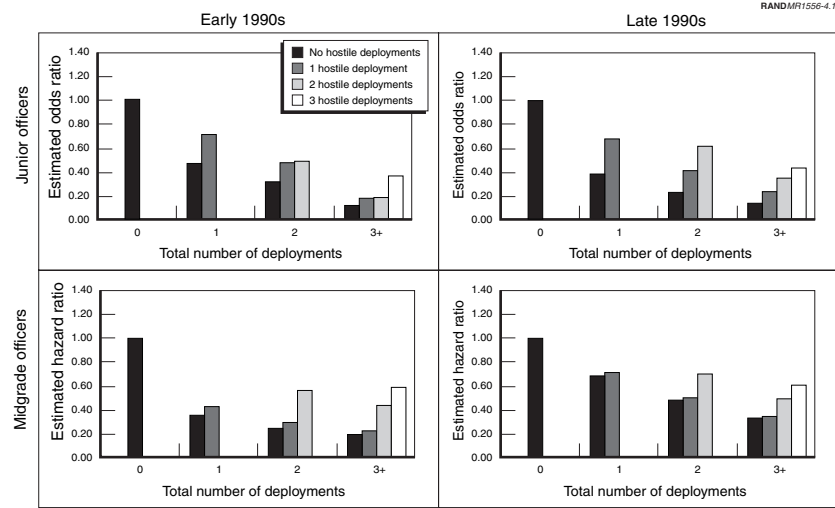 RANDMR1556-4.1
Early 1990s
Late 1990s
Junior officers
Estimated odds ratio
1.40
1.20
1.00
0.80
0.60
0.40
0.20
0.00
No hostile deployments
1 hostile deployment
2 hostile deployments
3 hostile deployments
0 1 2 3+
Total number of deployments
Estimated odds ratio
1.40
1.20
1.00
0.80
0.60
0.40
0.20
0.00
0 1 2 3+
Total number of deployments
Midgrade officers
Estimated hazard ratio
1.40
1.20
1.00
0.80
0.60
0.40
0.20
0.00
0 1 2 3+
Total number of deployments
Estimated hazard ratio
1.40
1.20
1.00
0.80
0.60
0.40
0.20
0.00
0 1 2 3+
Total number of deployments